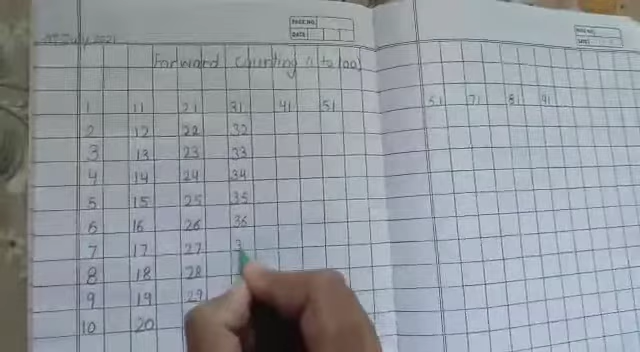 PAGE NO.
DATE
PAGE NO.
Forward Counting (1 to 100)
1 11 21 31 41 51 51 71 81 91
2 12 22 32
3 13 23 33
4 14 24 34
5 15 25 35
6 16 26 36
7 17 27 3
8 18 28
9 19 29
10 20